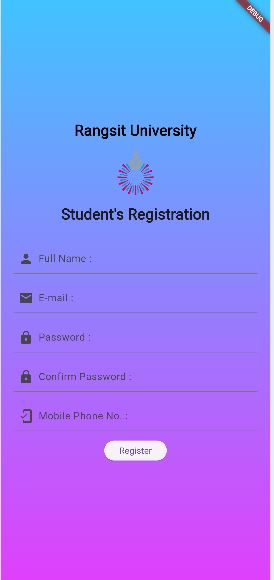 DEBUG
Rangsit University
Student's Registration
Full Name :
E-mail :
Password :
Confirm Password :
Mobile Phone No. :
Register